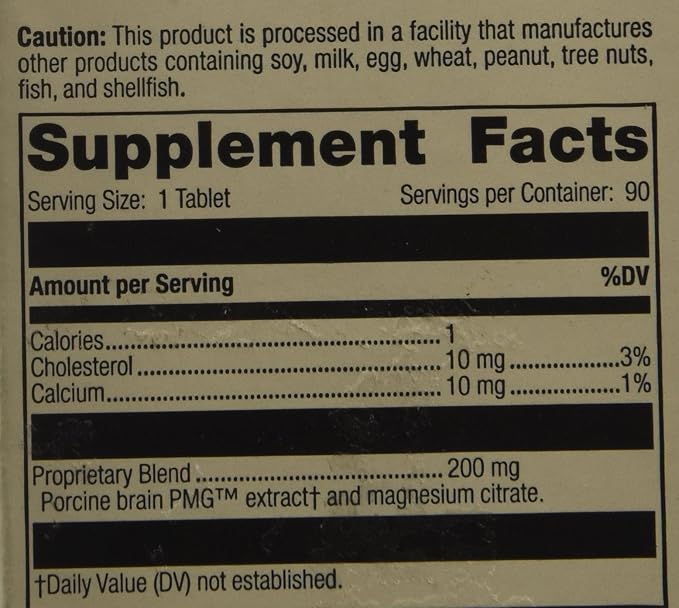 Caution: This product is processed in a facility that manufactures
other products containing soy, milk, egg, wheat, peanut, tree nuts,
fish, and shellfish.
Supplement Facts
Serving Size: 1 Tablet Servings per Container: 90
Amount per Serving %DV
Calories.................................................... 1
Cholesterol ............................................... 10 mg ..................3%
Calcium.................................................... 10 mg ..................1%
Proprietary Blend ...................................... 200 mg
Porcine brain PMG™ extract† and magnesium citrate.
†Daily Value (DV) not established.